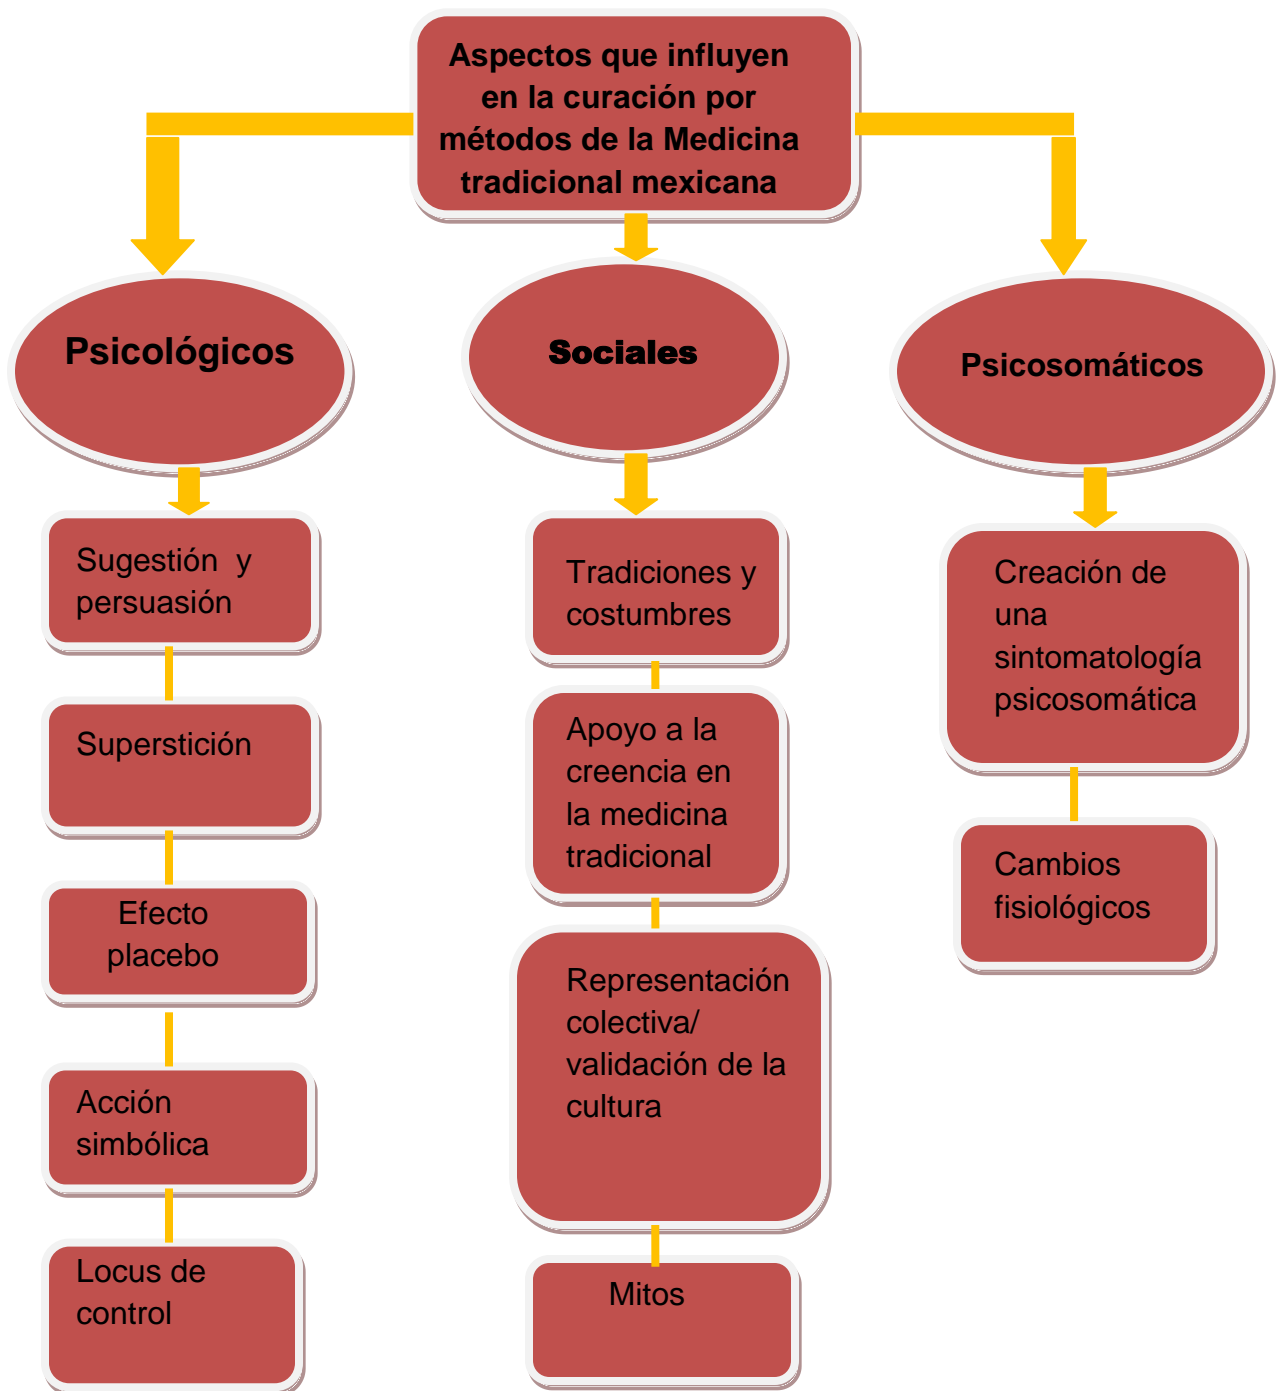 Aspectos que influyen
en la curación por
métodos de la Medicina
tradicional mexicana
Psicológicos
Sugestión y
persuasión
Superstición
Efecto
placebo
Acción
simbólica
Locus de
control
Sociales
Tradiciones y
costumbres
Apoyo a la
creencia en
la medicina
tradicional
Representación
colectiva/
validación de la
cultura
Mitos
Psicosomáticos
Creación de
una
sintomatología
psicosomática
Cambios
fisiológicos